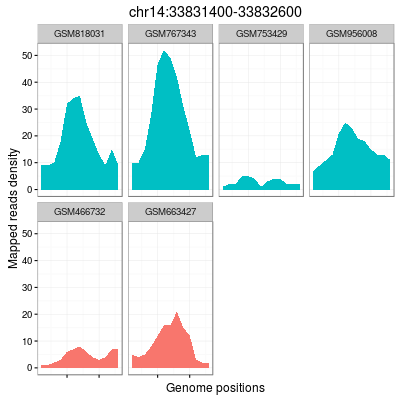 chr14:33831400-33832600
GSM818031 GSM767343 GSM753429 GSM956008
50
40
30
20
10
0
Mapped reads density
GSM466732 GSM663427
50
40
30
20
10
0
Genome positions